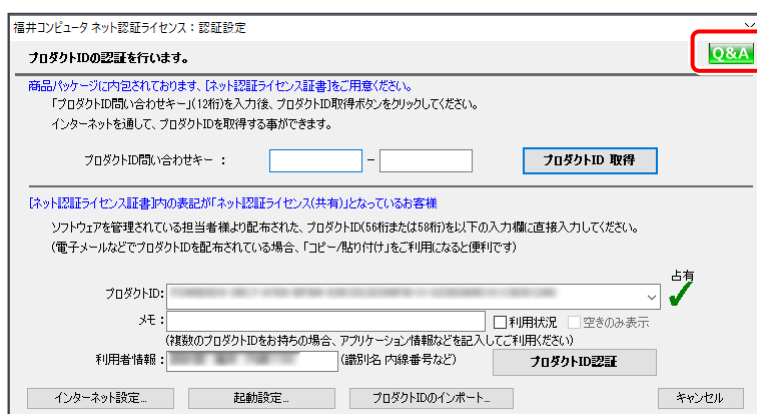 福井コンピュータ ネット認証ライセンス：認証設定
プロダクトIDの認証を行います。
Q&A
商品パッケージに内包されております、[ネット認証ライセンス証書]をご用意ください。
「プロダクトID問い合わせキー」(12桁)を入力後、プロダクトID取得ボタンをクリックしてください。
インターネットを通して、プロダクトIDを取得する事ができます。
プロダクトID問い合わせキー：
－
プロダクトID 取得
[ネット認証ライセンス証書]内の表記が「ネット認証ライセンス(共有)」となっているお客様
ソフトウェアを管理されている担当者様より配布された、プロダクトID(56桁または58桁)を以下の入力欄に直接入力してください。
(電子メールなどでプロダクトIDを配布されている場合、「コピー/貼り付け」をご利用になると便利です)
占有
プロダクトID:
メモ：
利用状況
空きのみ表示
(複数のプロダクトIDをお持ちの場合、アプリケーション情報などを記入してご利用ください)
利用者情報：
(識別名 内線番号など)
プロダクトID認証
インターネット設定...
起動設定...
プロダクトIDのインポート...
キャンセル